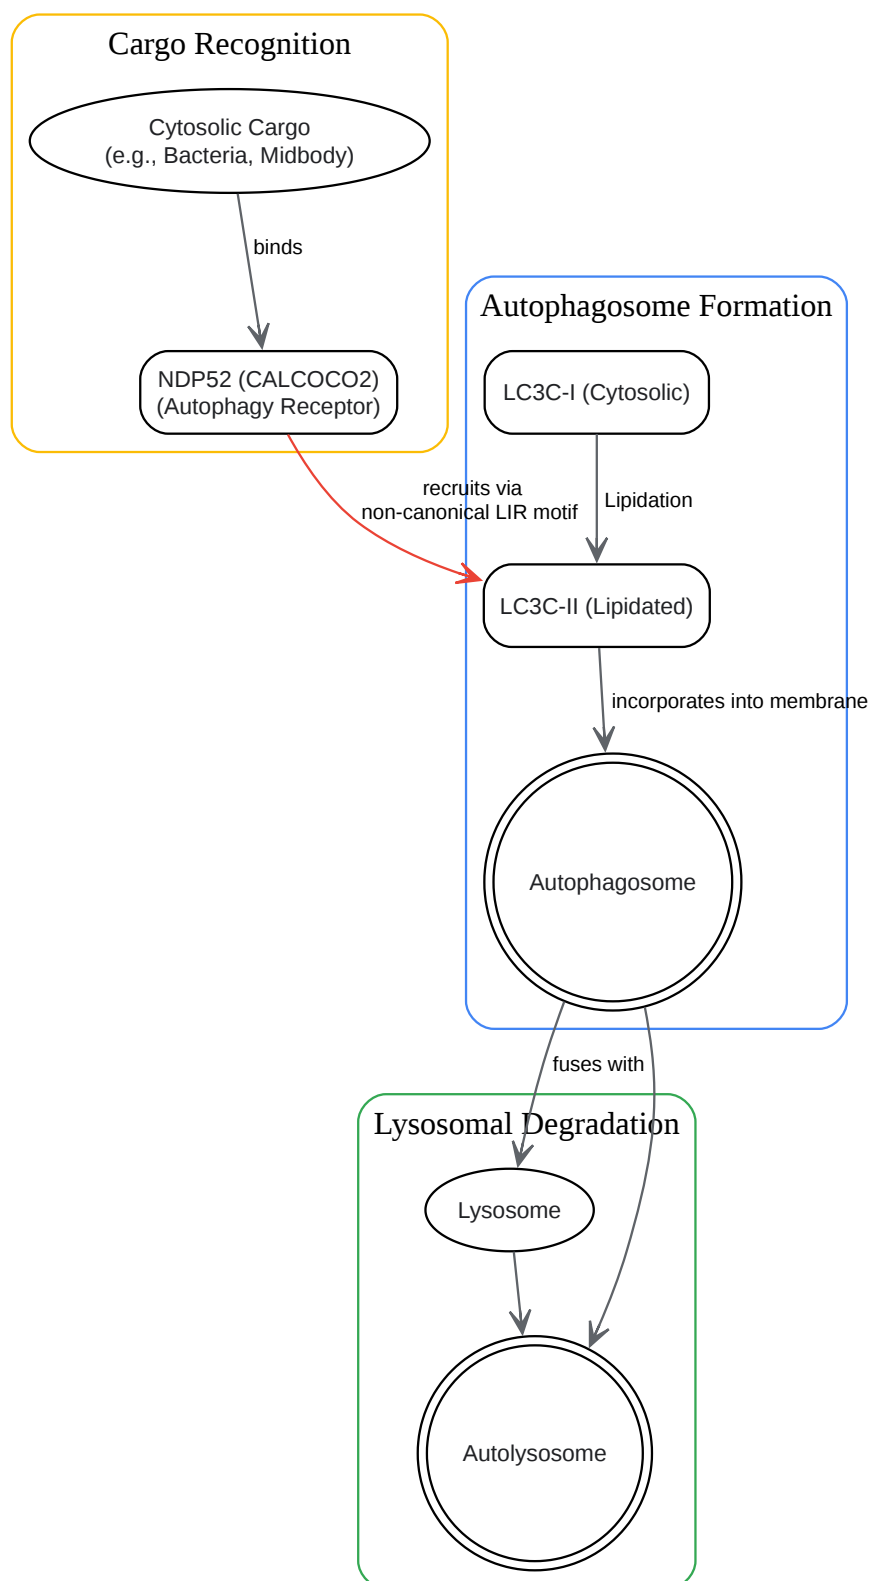 Cargo Recognition
Cytosolic Cargo
(e.g., Bacteria, Midbody)
binds
NDP52 (CALCOCO2)
(Autophagy Receptor)
Autophagosome Formation
LC3C-I (Cytosolic)
recruits via
non-canonical LIR motif
Lipidation
LC3C-II (Lipidated)
incorporates into membrane
Autophagosome
fuses with
Lysosomal Degradation
Lysosome
Autolysosome